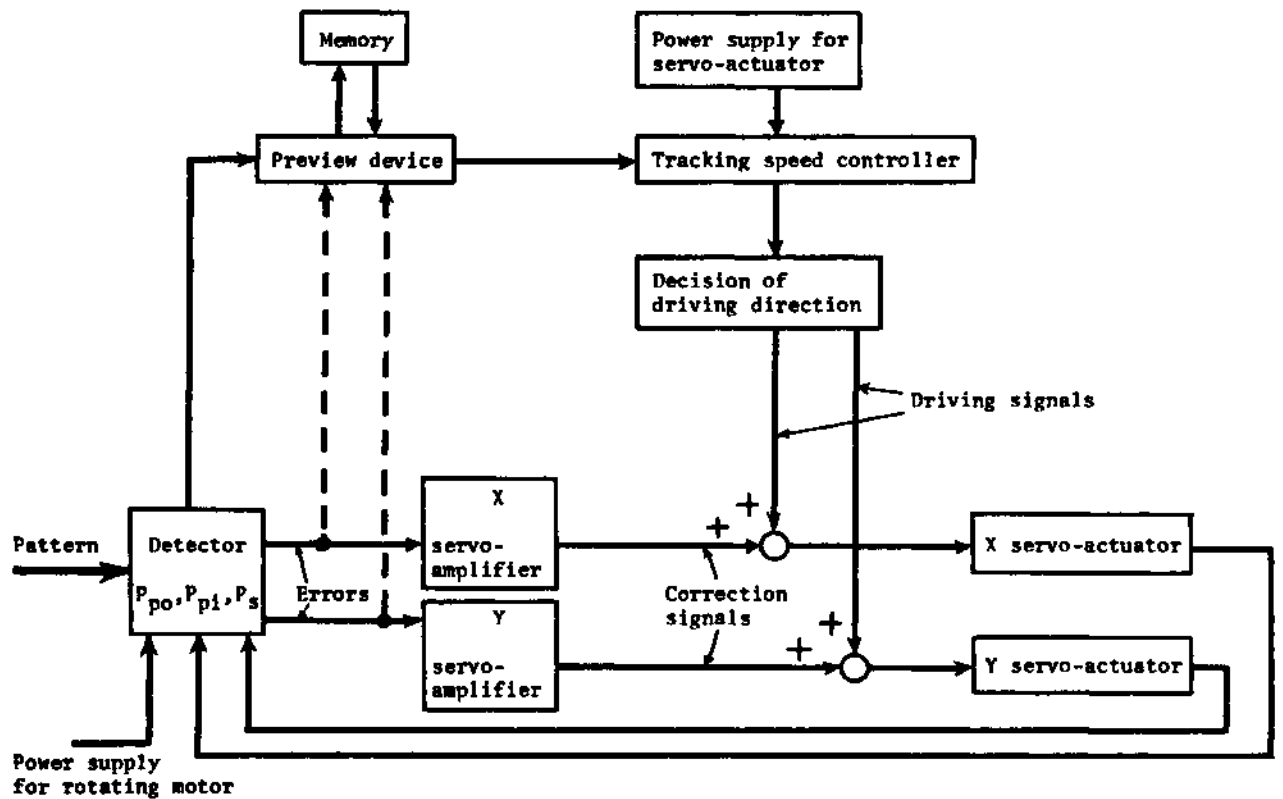 Memory
Power supply for
servo-actuator
Preview device
Tracking speed controller
Decision of
driving direction
Driving signals
X
servo-
amplifier
+
+
X servo-actuator
Pattern
Detector
Ppo,Ppi,Ps
Errors
Correction
signals
Y
servo-
amplifier
+
+
Y servo-actuator
Power supply
for rotating motor